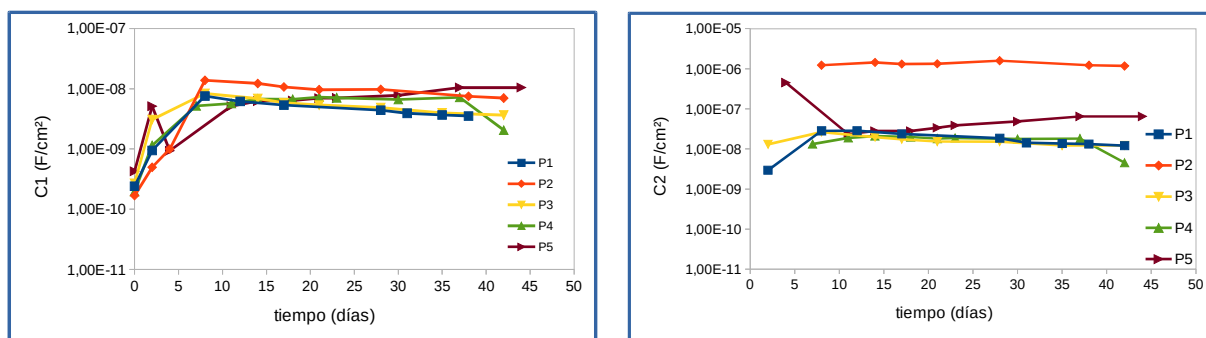 1,00E-07
1,00E-08
1,00E-09
1,00E-10
1,00E-11
C1 (F/cm²)
0 5 10 15 20 25 30 35 40 45 50
tiempo (días)
P1
P2
P3
P4
P5
1,00E-05
1,00E-06
1,00E-07
1,00E-08
1,00E-09
1,00E-10
1,00E-11
C2 (F/cm²)
0 5 10 15 20 25 30 35 40 45 50
tiempo (días)
P1
P2
P3
P4
P5